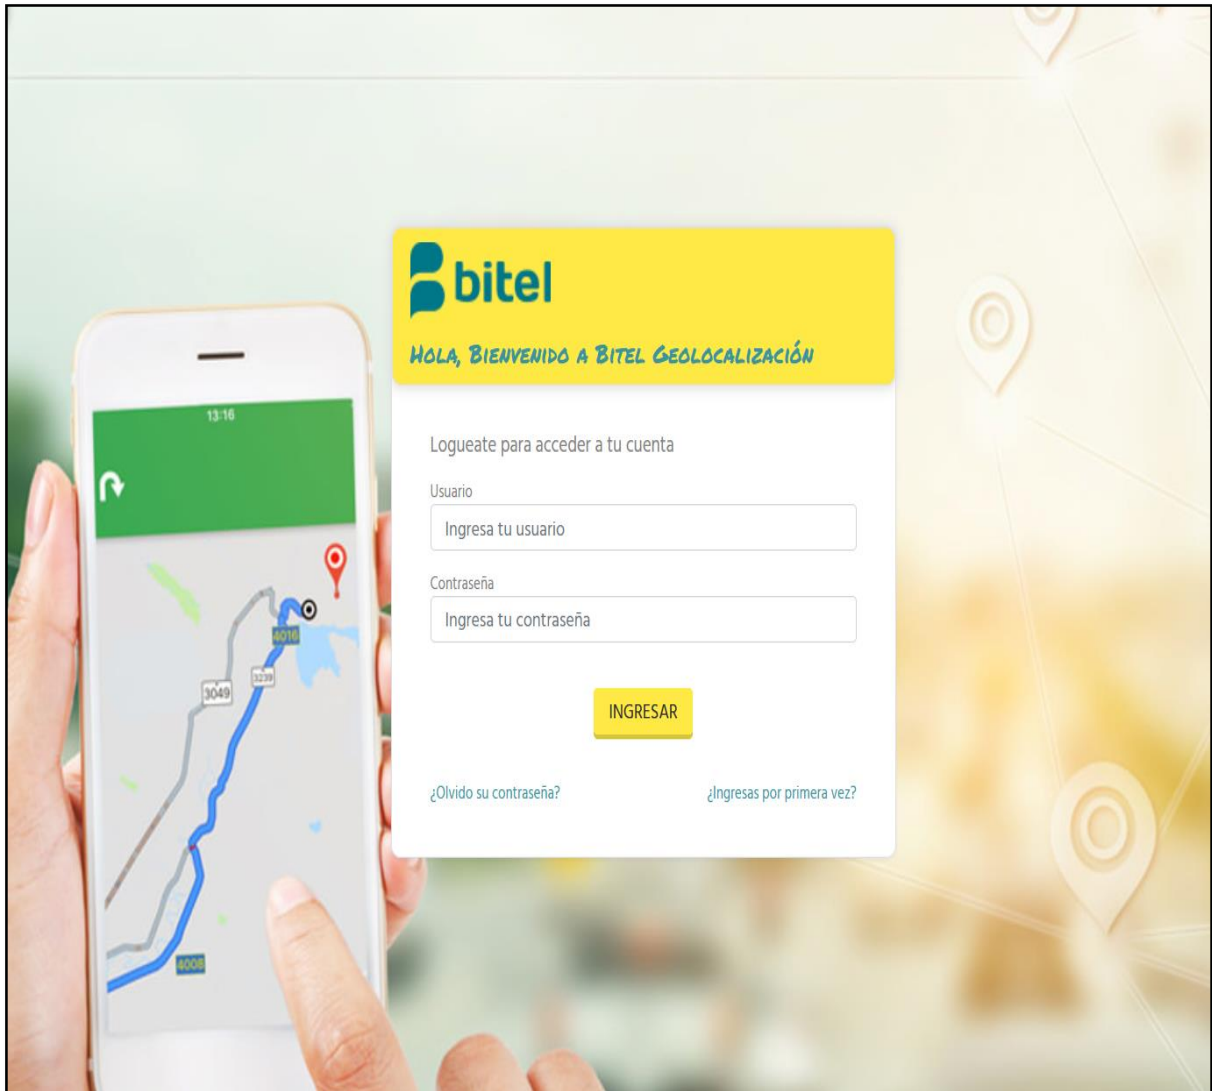 bitel
Hola, Bienvenido a Bitel Geolocalización
13:16
Logueate para acceder a tu cuenta
Usuario
Ingresa tu usuario
Contraseña
Ingresa tu contraseña
4016
3239
3049
INGRESAR
¿Olvido su contraseña? ¿Ingresas por primera vez?
4008